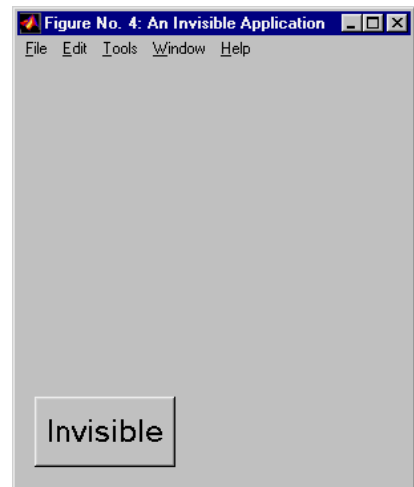 Figure No. 4: An Invisible Application
File Edit Tools Window Help
Invisible